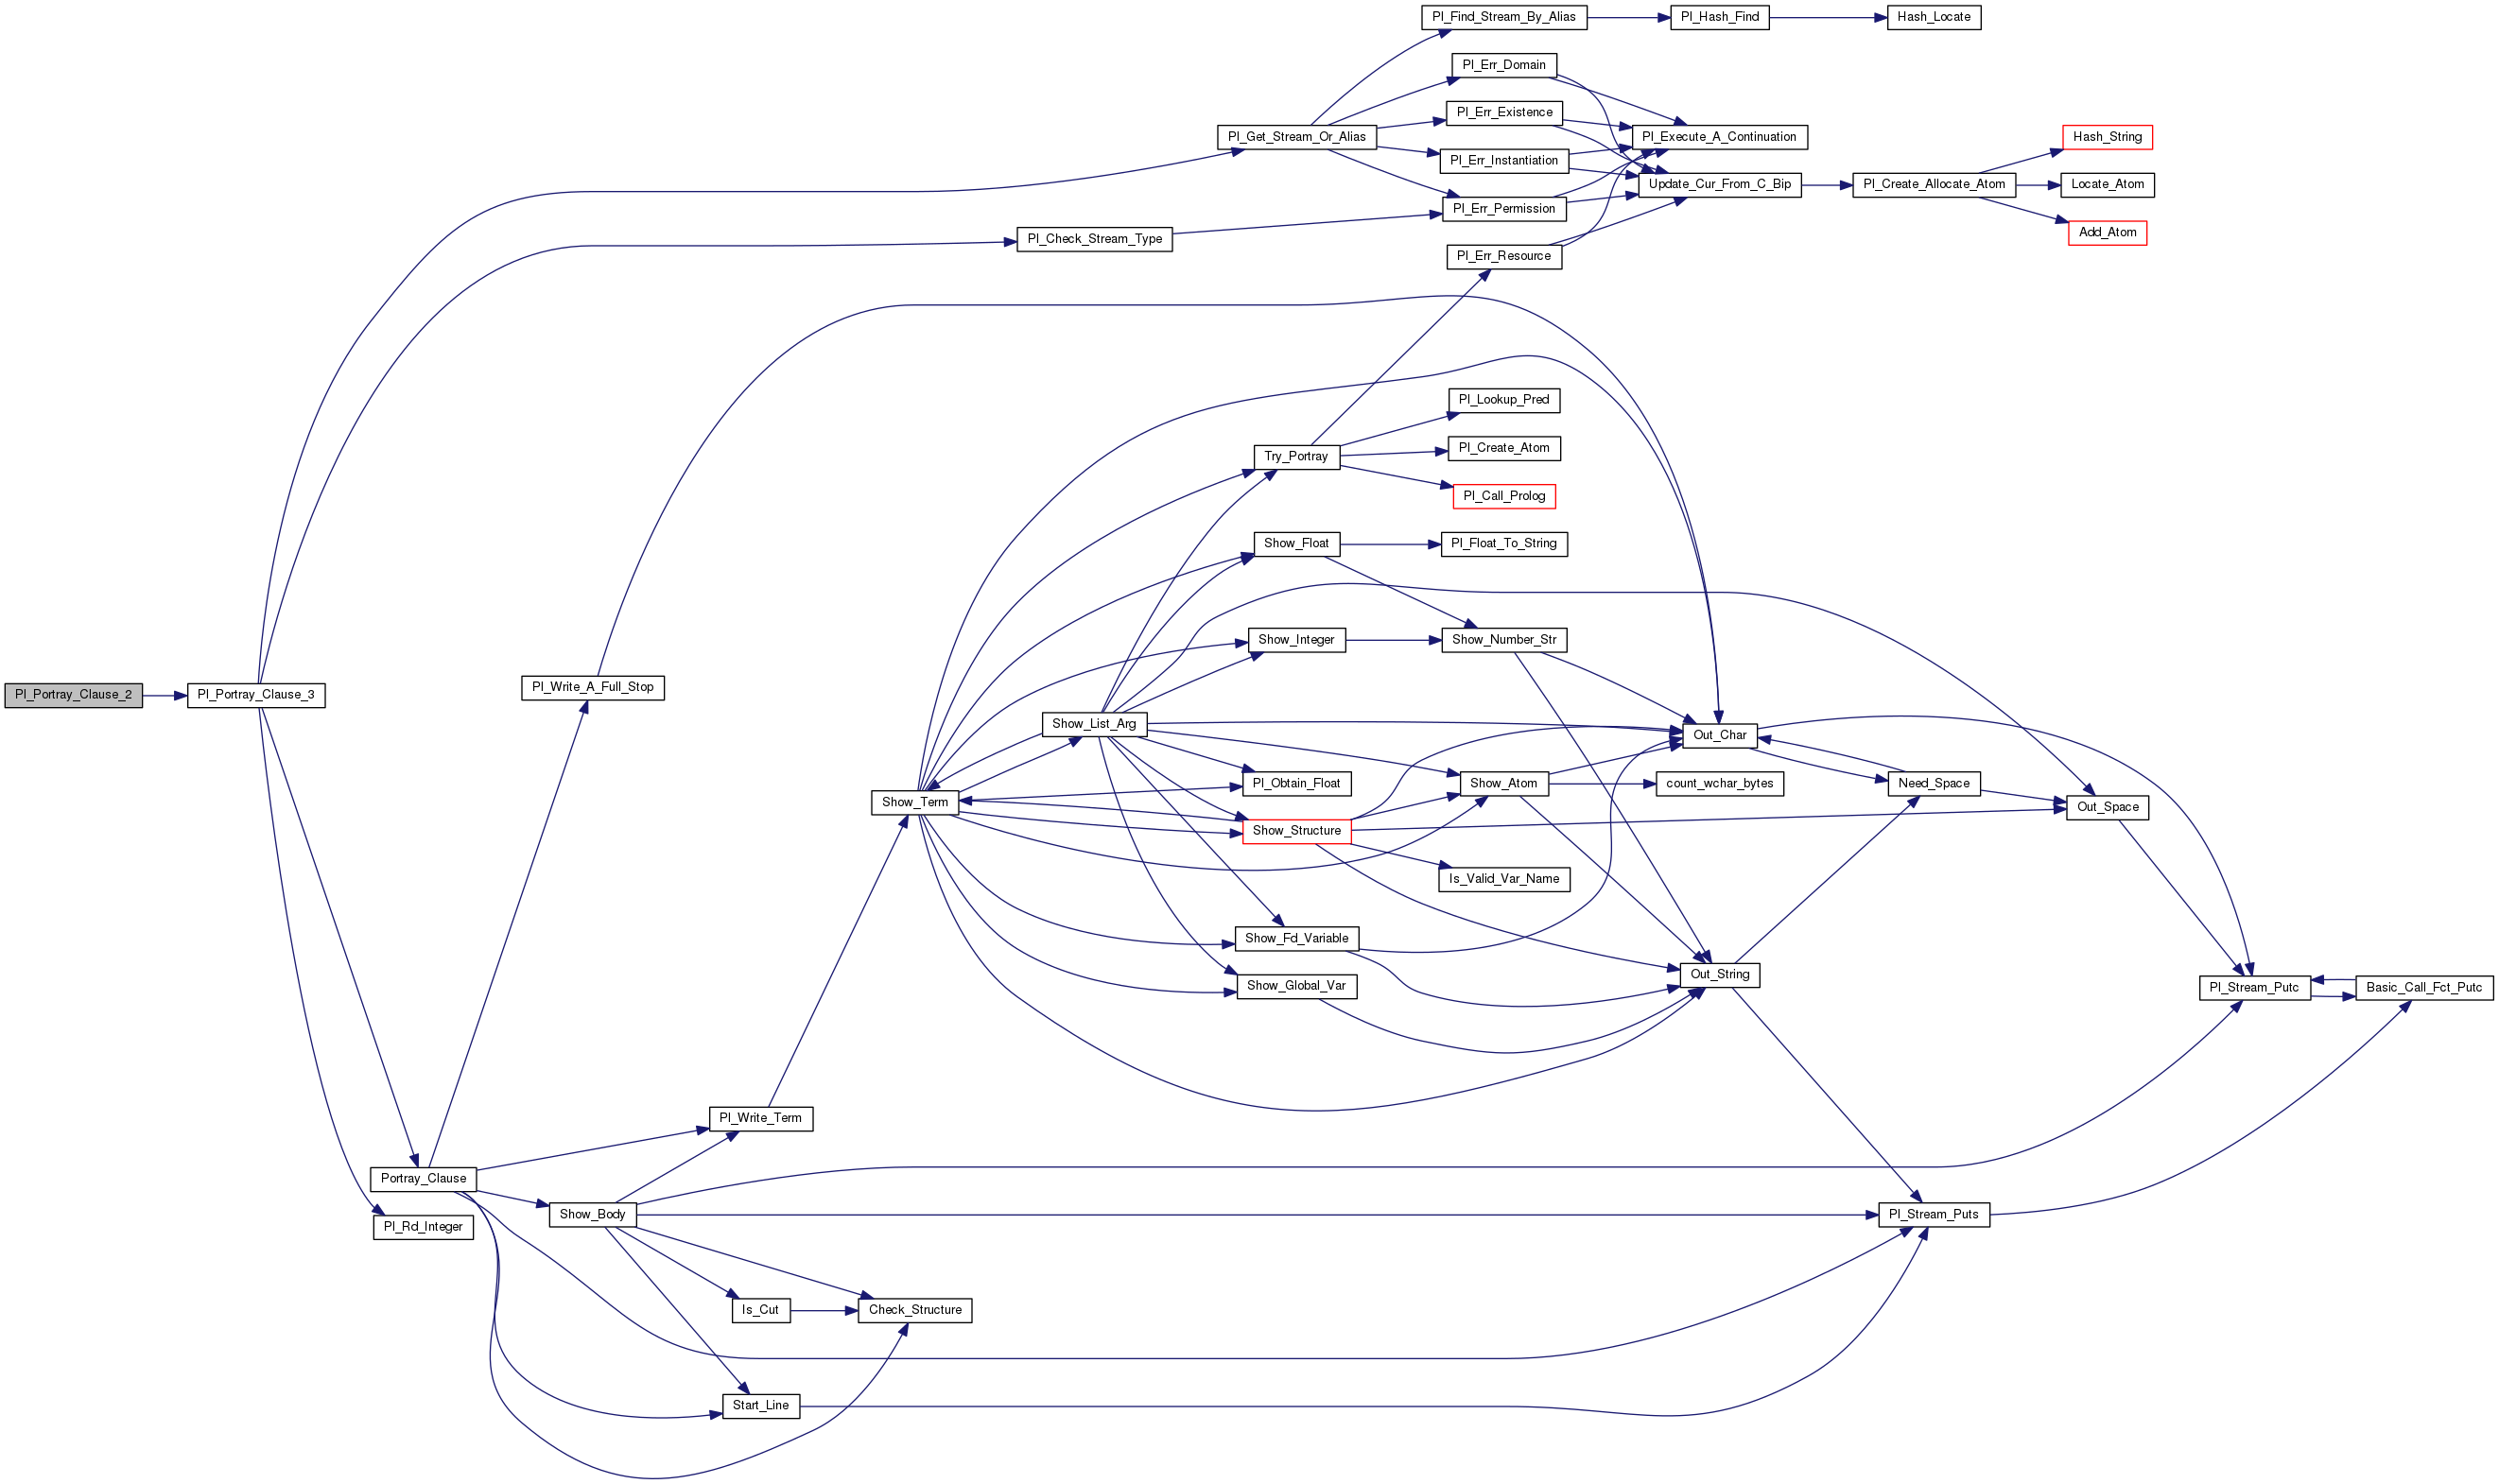 Pl_Find_Stream_By_Alias
Pl_Hash_Find
Hash_Locate
Pl_Err_Domain
Pl_Err_Existence
Pl_Get_Stream_Or_Alias
Pl_Execute_A_Continuation
Hash_String
Pl_Err_Instantiation
Update_Cur_From_C_Bip
Pl_Create_Allocate_Atom
Locate_Atom
Pl_Err_Permission
Pl_Check_Stream_Type
Add_Atom
Pl_Err_Resource
Pl_Lookup_Pred
Try_Portray
Pl_Create_Atom
Pl_Call_Prolog
Show_Float
Pl_Float_To_String
Show_Integer
Show_Number_Str
Pl_Portray_Clause_2
Pl_Portray_Clause_3
Pl_Write_A_Full_Stop
Show_List_Arg
Out_Char
Show_Term
Pl_Obtain_Float
Show_Atom
count_wchar_bytes
Need_Space
Out_Space
Show_Structure
Is_Valid_Var_Name
Show_Fd_Variable
Out_String
Show_Global_Var
Pl_Stream_Putc
Basic_Call_Fct_Putc
Pl_Write_Term
Portray_Clause
Show_Body
Pl_Stream_Puts
Pl_Rd_Integer
Is_Cut
Check_Structure
Start_Line